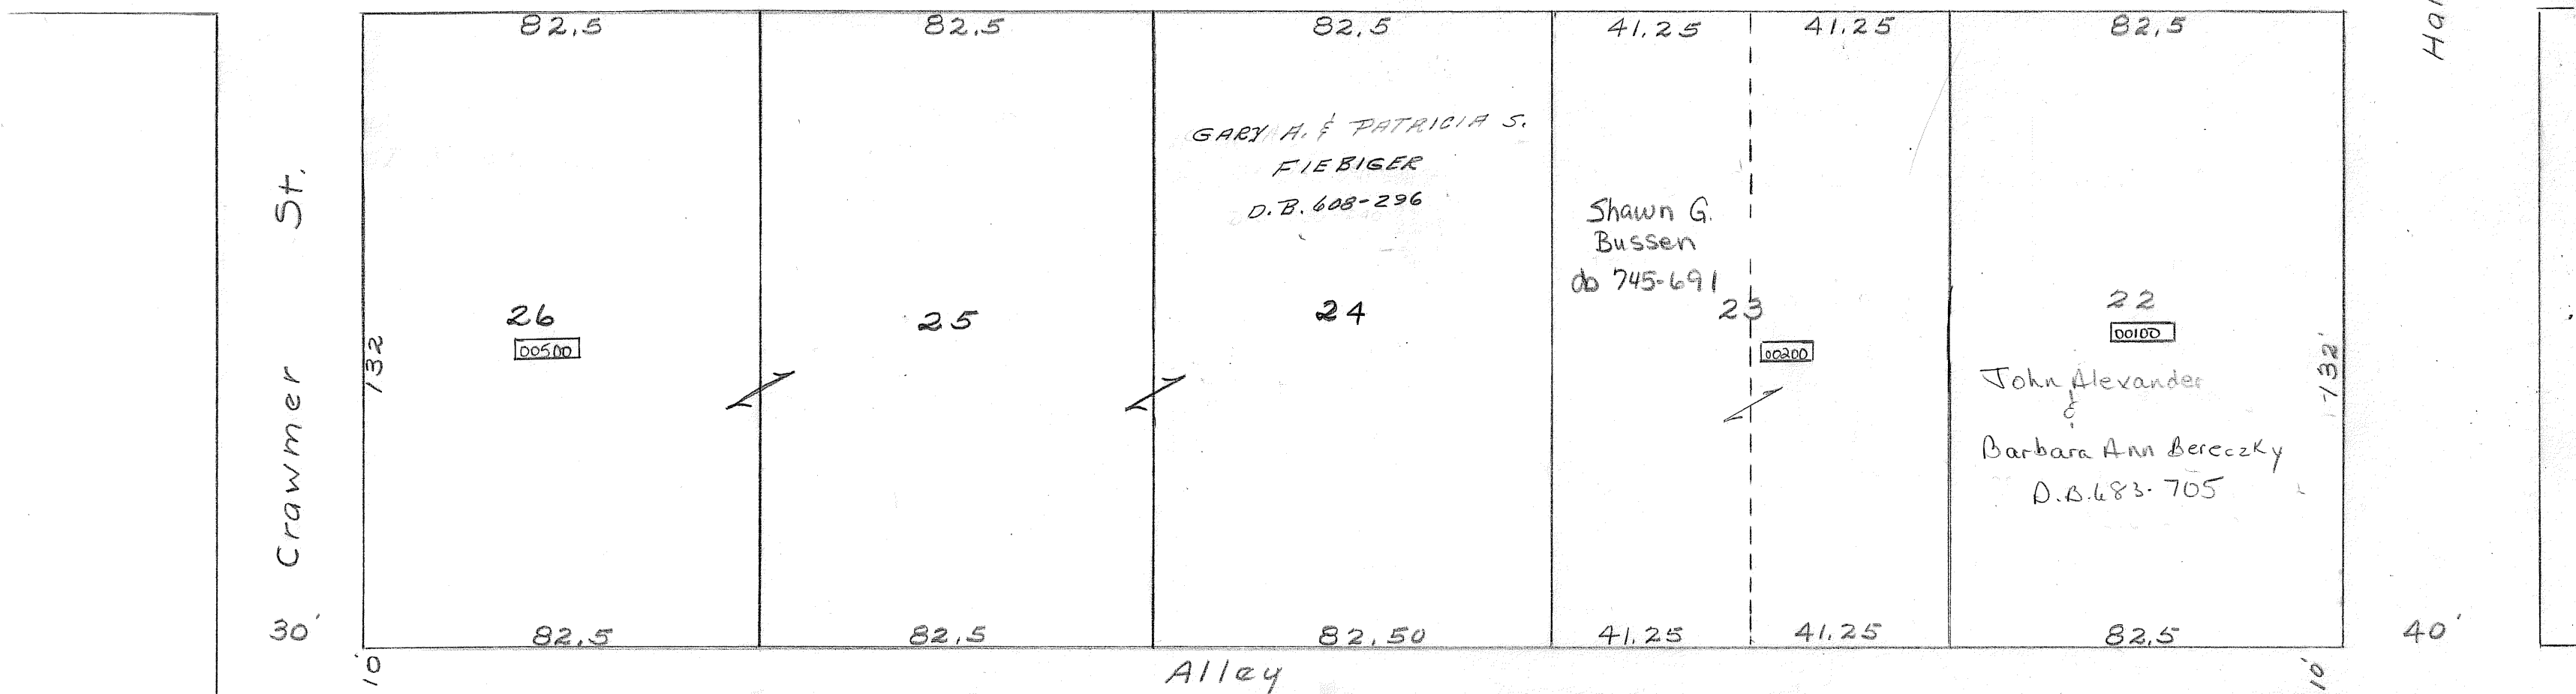 82.5
82.5
82.5
41.25
41.25
82.5
Har
St.
Crawmer
30'
132
26
00500
25
GARY A. & PATRICIA S.
FIEBIGER
D.B. 608-296
24
Shawn G.
Bussen
db 745-691
23
00200
22
00100
John Alexander
&
Barbara Ann Bereczky
D.B. 683-705
132'
82.5
82.5
82.50
41.25
41.25
82.5
40'
10'
Alley
10'